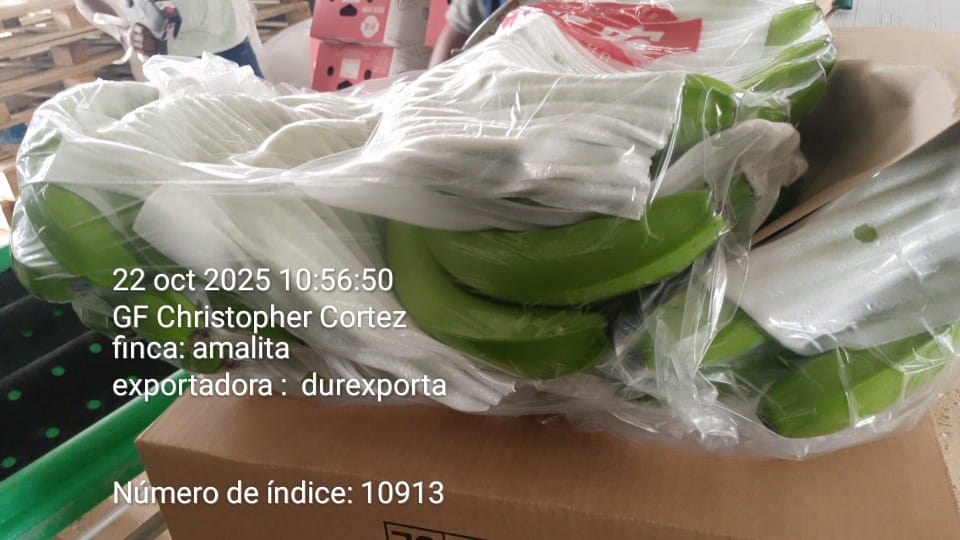 22 oct 2025 10:56:50
GF Christopher Cortez
finca: amalita
exportadora : durexporta
Número de índice: 10913